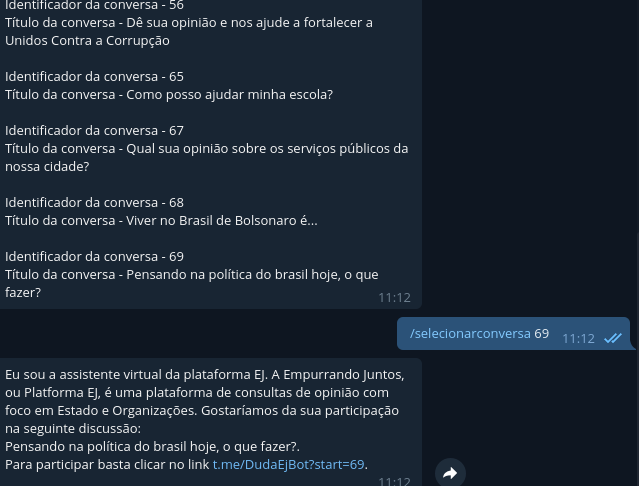 Identificador da conversa - 56
Título da conversa - Dê sua opinião e nos ajude a fortalecer a
Unidos Contra a Corrupção
Identificador da conversa - 65
Título da conversa - Como posso ajudar minha escola?
Identificador da conversa - 67
Título da conversa - Qual sua opinião sobre os serviços públicos da
nossa cidade?
Identificador da conversa - 68
Título da conversa - Viver no Brasil de Bolsonaro é...
Identificador da conversa - 69
Título da conversa - Pensando na política do brasil hoje, o que
fazer?
11:12
/selecionarconversa 69
11:12
Eu sou a assistente virtual da plataforma EJ. A Empurrando Juntos,
ou Platforma EJ, é uma plataforma de consultas de opinião com
foco em Estado e Organizações. Gostaríamos da sua participação
na seguinte discussão:
Pensando na política do brasil hoje, o que fazer?.
Para participar basta clicar no link t.me/DudaEjBot?start=69.
11:12